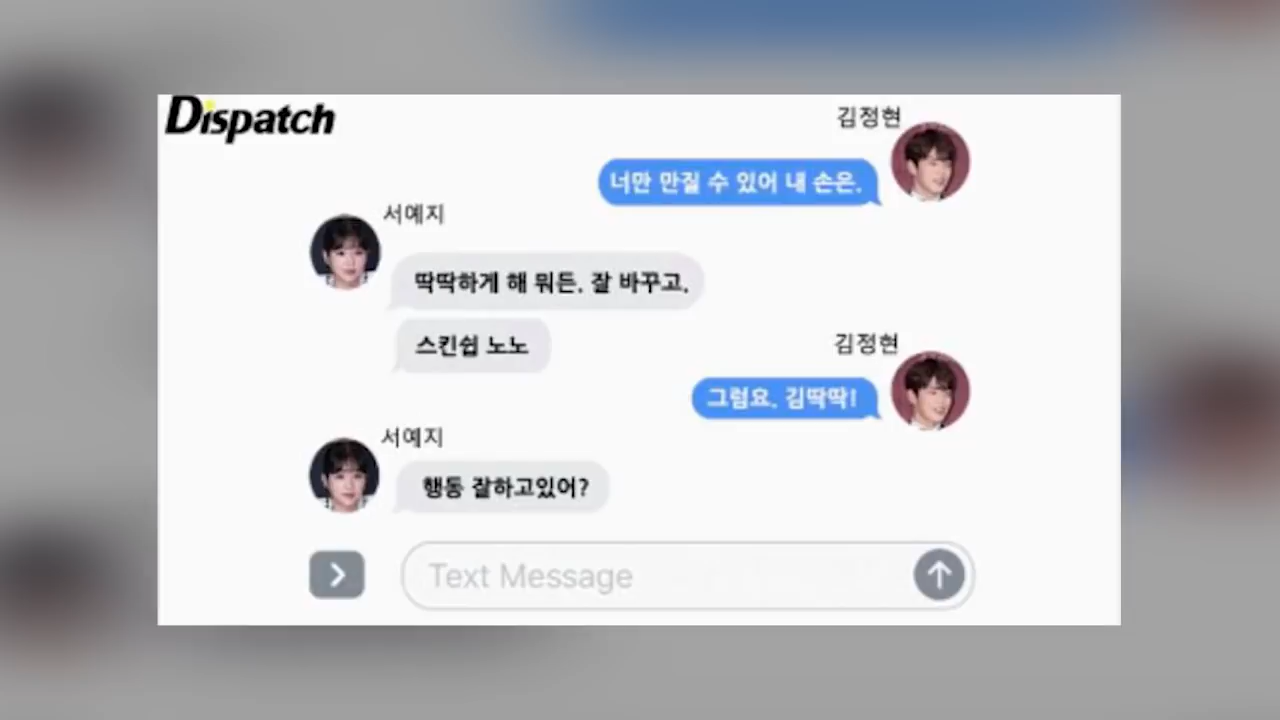 Dispatch
김정현
너만 만질 수 있어 내 손은.
서예지
딱딱하게 해 뭐든. 잘 바꾸고.
스킨쉽 노노
김정현
그럼요. 김딱딱!
서예지
행동 잘하고있어?
Text Message